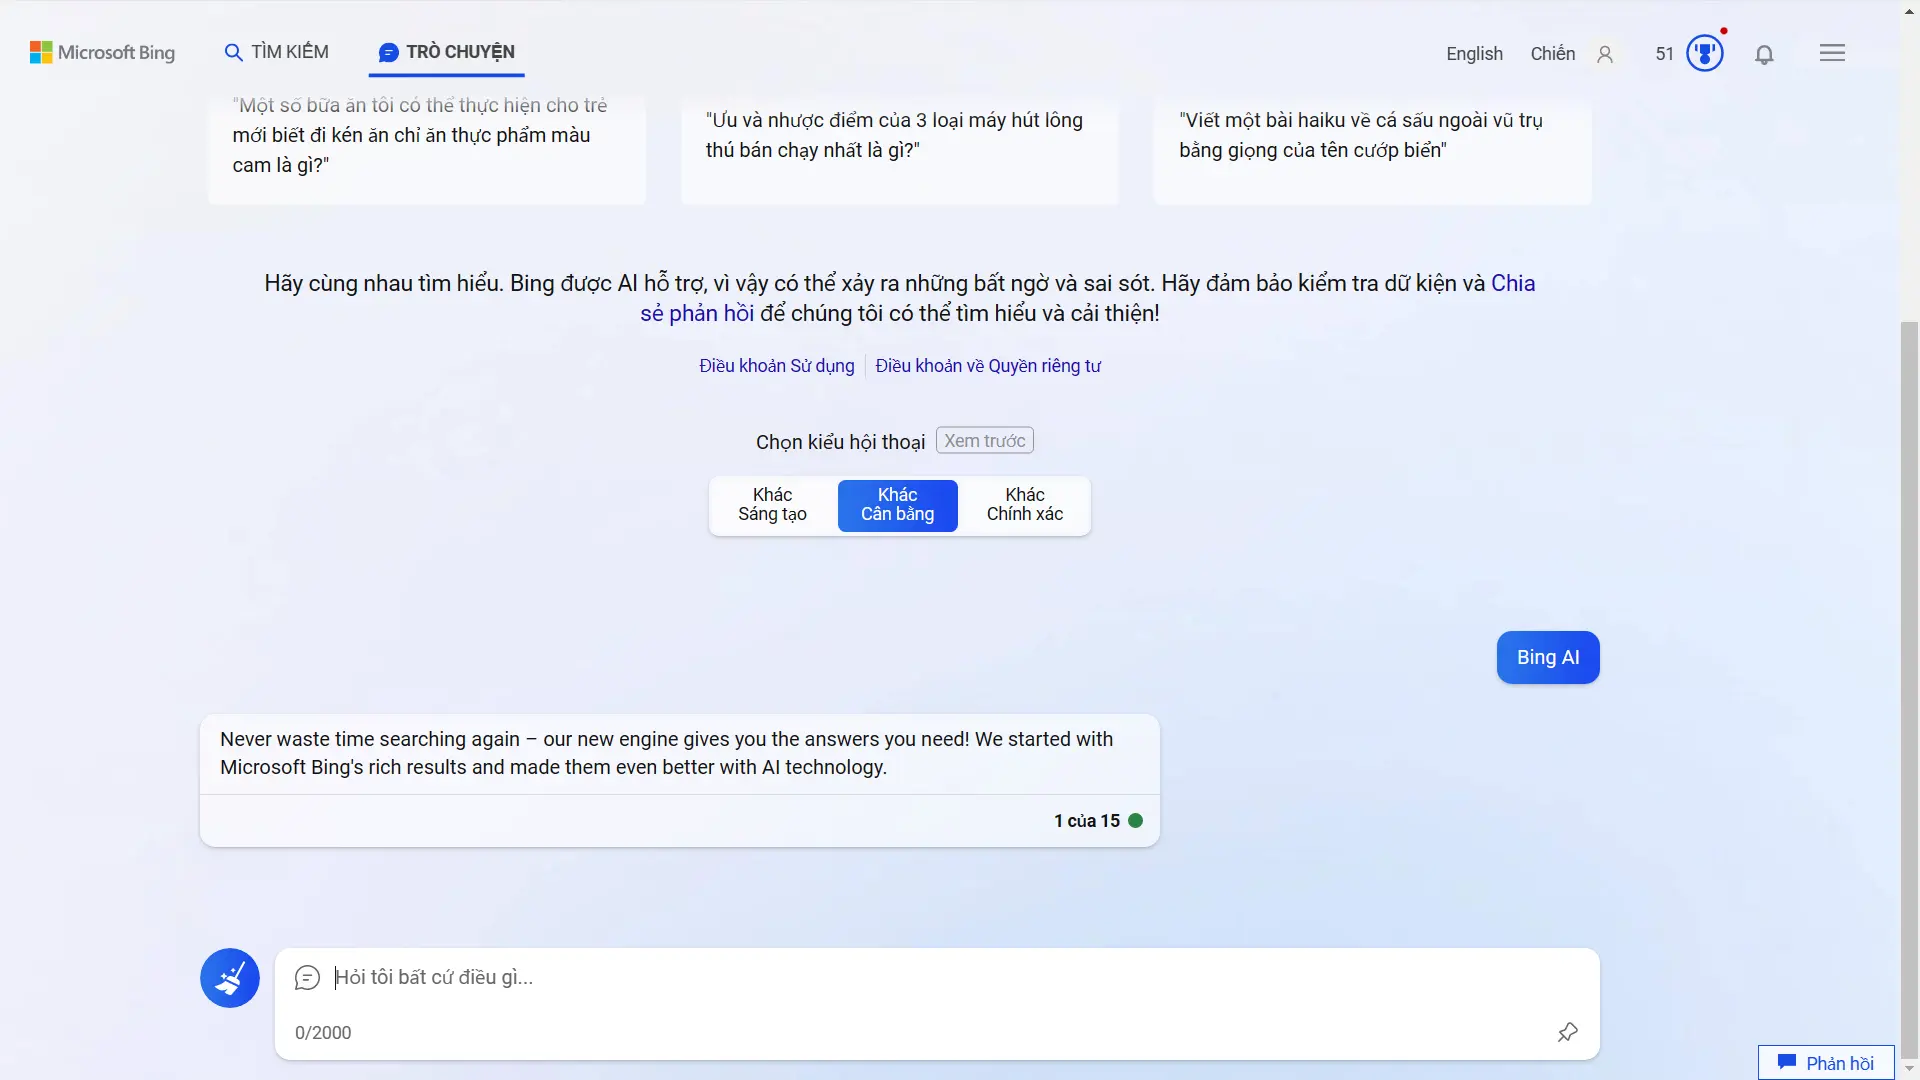 Microsoft Bing
TÌM KIẾM
TRÒ CHUYỆN
English
Chiến
51
"Một số bữa ăn tôi có thể thực hiện cho trẻ
mới biết đi kén ăn chỉ ăn thực phẩm màu
cam là gì?"
"Ưu và nhược điểm của 3 loại máy hút lông
thú bán chạy nhất là gì?"
"Viết một bài haiku về cá sấu ngoài vũ trụ
bằng giọng của tên cướp biển"
Hãy cùng nhau tìm hiểu. Bing được AI hỗ trợ, vì vậy có thể xảy ra những bất ngờ và sai sót. Hãy đảm bảo kiểm tra dữ kiện và Chia
sẻ phản hồi để chúng tôi có thể tìm hiểu và cải thiện!
Điều khoản Sử dụng
Điều khoản về Quyền riêng tư
Chọn kiểu hội thoại
Xem trước
Khác
Sáng tạo
Khác
Cân bằng
Khác
Chính xác
Bing AI
Never waste time searching again – our new engine gives you the answers you need! We started with
Microsoft Bing's rich results and made them even better with AI technology.
1 của 15
Hỏi tôi bất cứ điều gì...
0/2000
Phản hồi